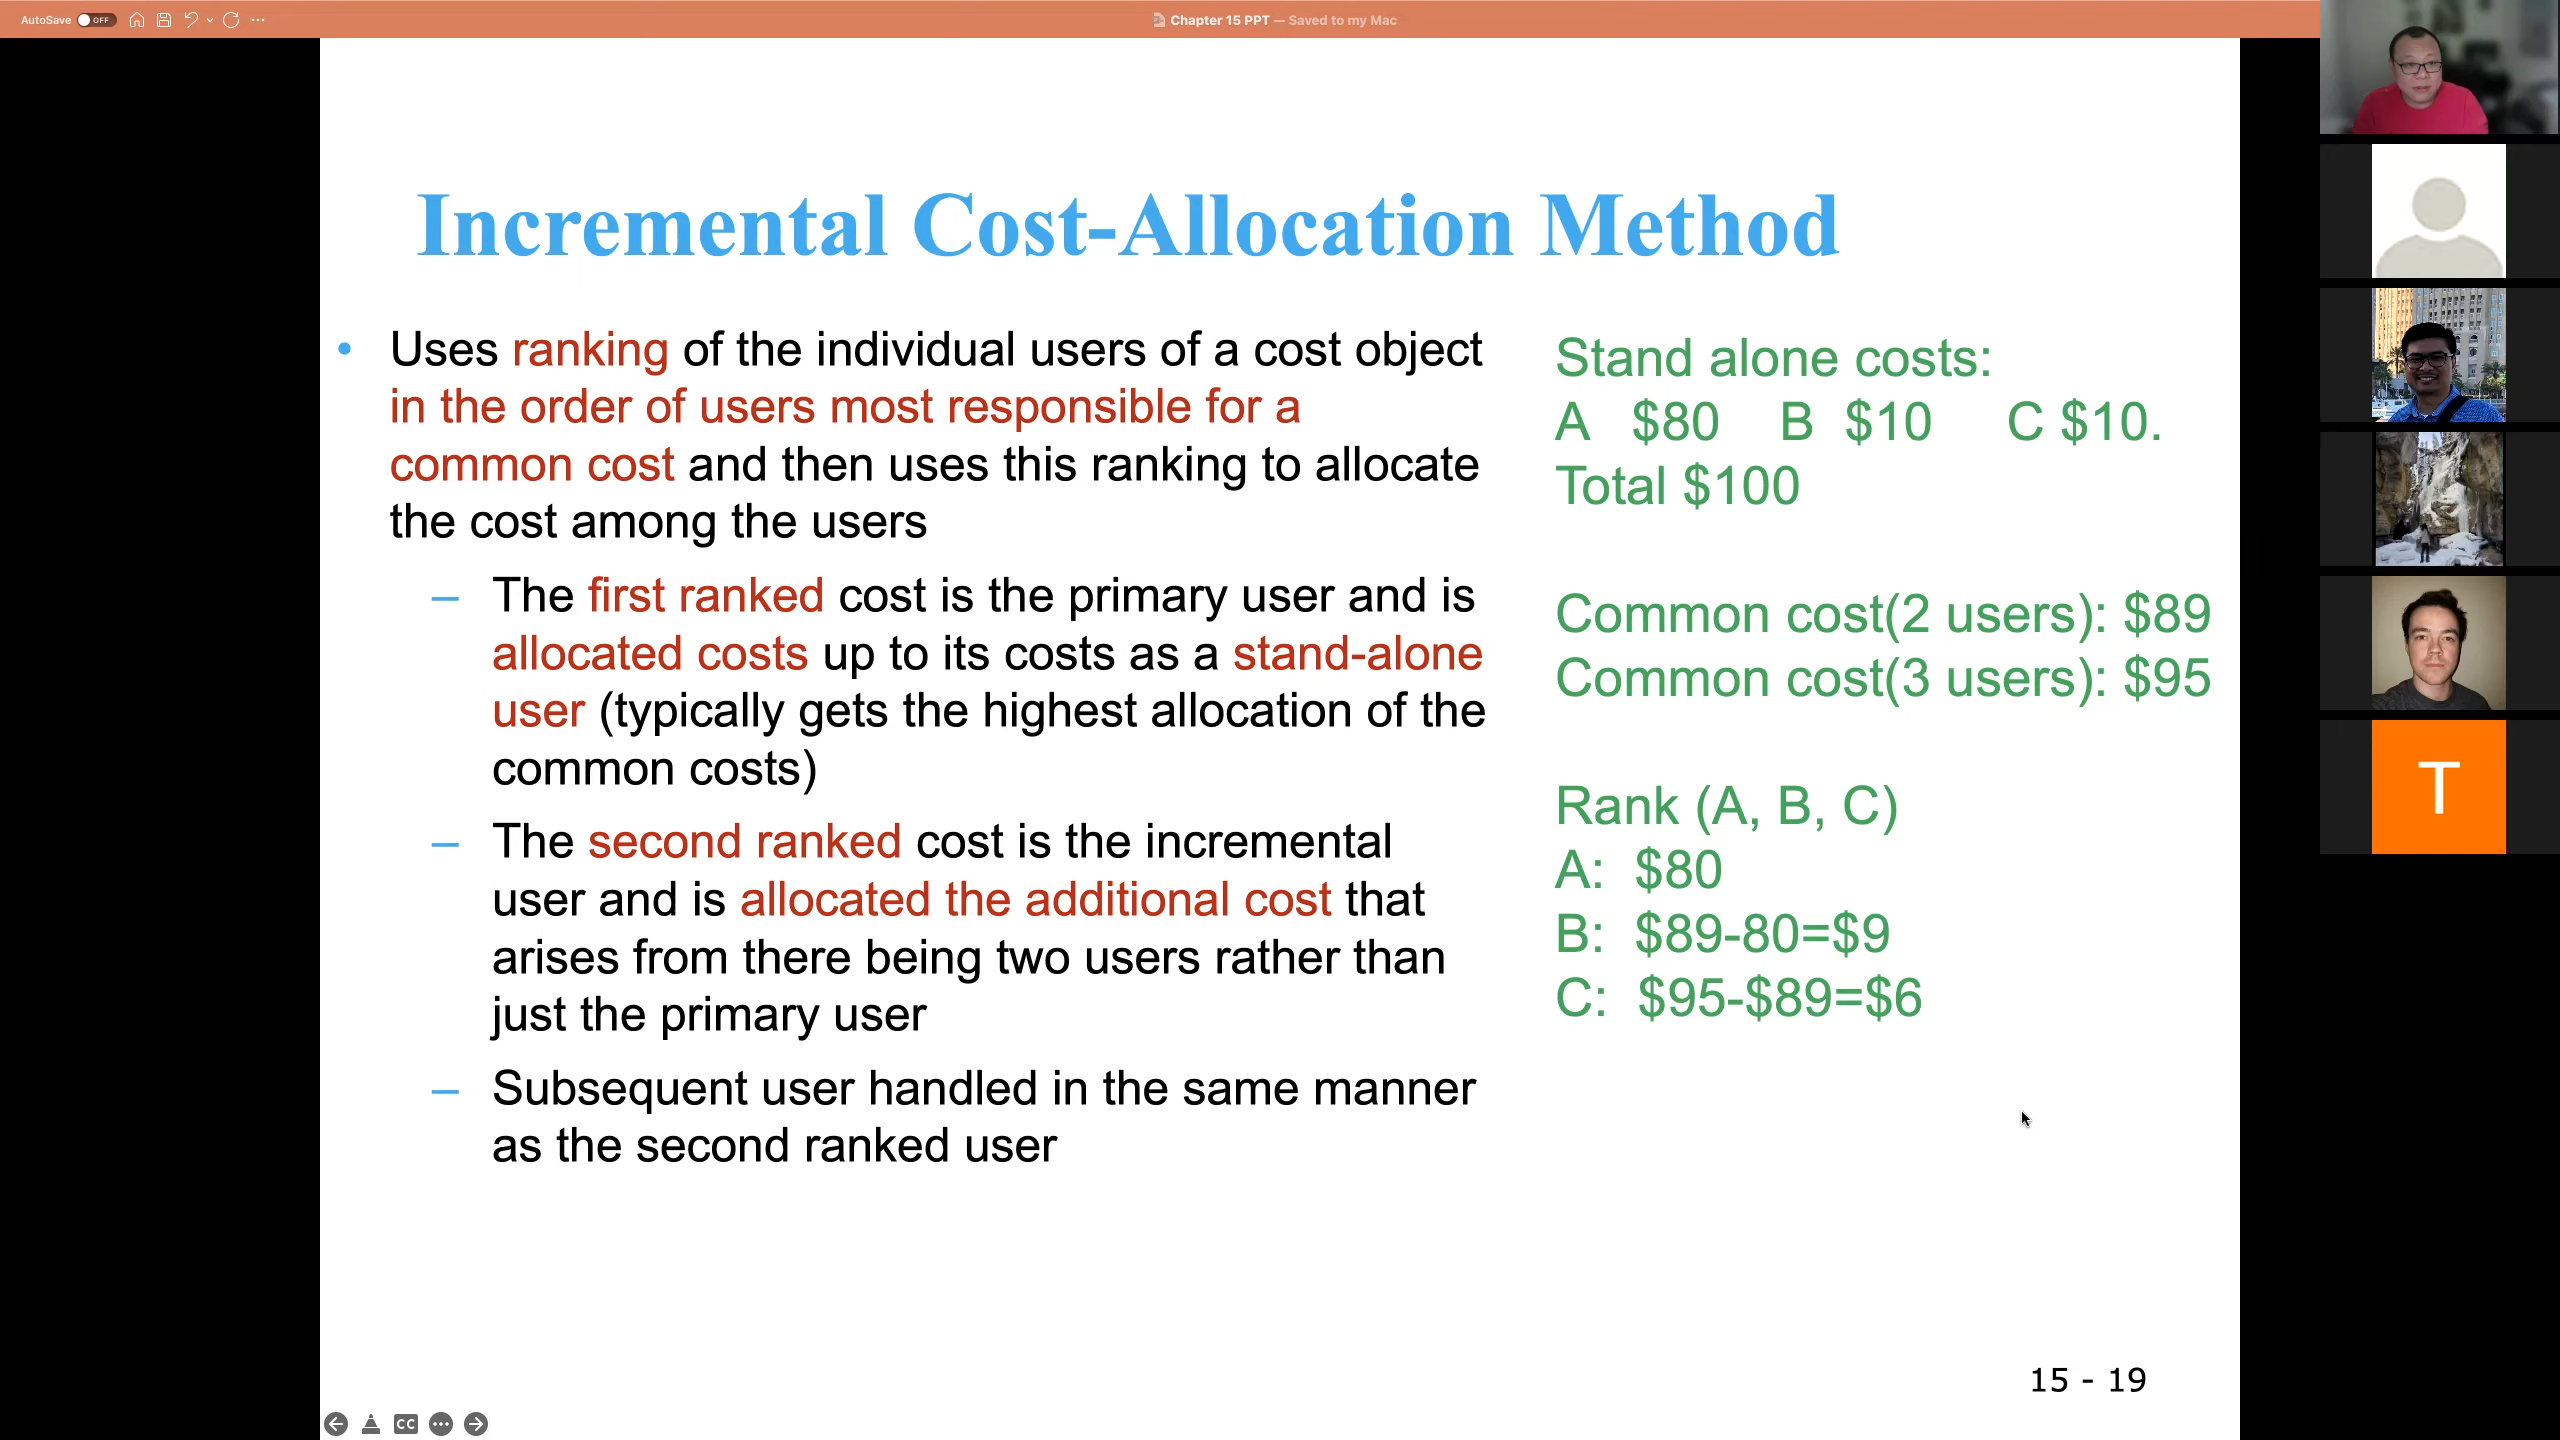 AutoSave OFF
Chapter 15 PPT — Saved to my Mac
Incremental Cost-Allocation Method
• Uses ranking of the individual users of a cost object
in the order of users most responsible for a
common cost and then uses this ranking to allocate
the cost among the users
– The first ranked cost is the primary user and is
allocated costs up to its costs as a stand-alone
user (typically gets the highest allocation of the
common costs)
– The second ranked cost is the incremental
user and is allocated the additional cost that
arises from there being two users rather than
just the primary user
– Subsequent user handled in the same manner
as the second ranked user
Stand alone costs:
A $80 B $10 C $10.
Total $100
Common cost(2 users): $89
Common cost(3 users): $95
Rank (A, B, C)
A: $80
B: $89-80=$9
C: $95-$89=$6
15 - 19
CC
T